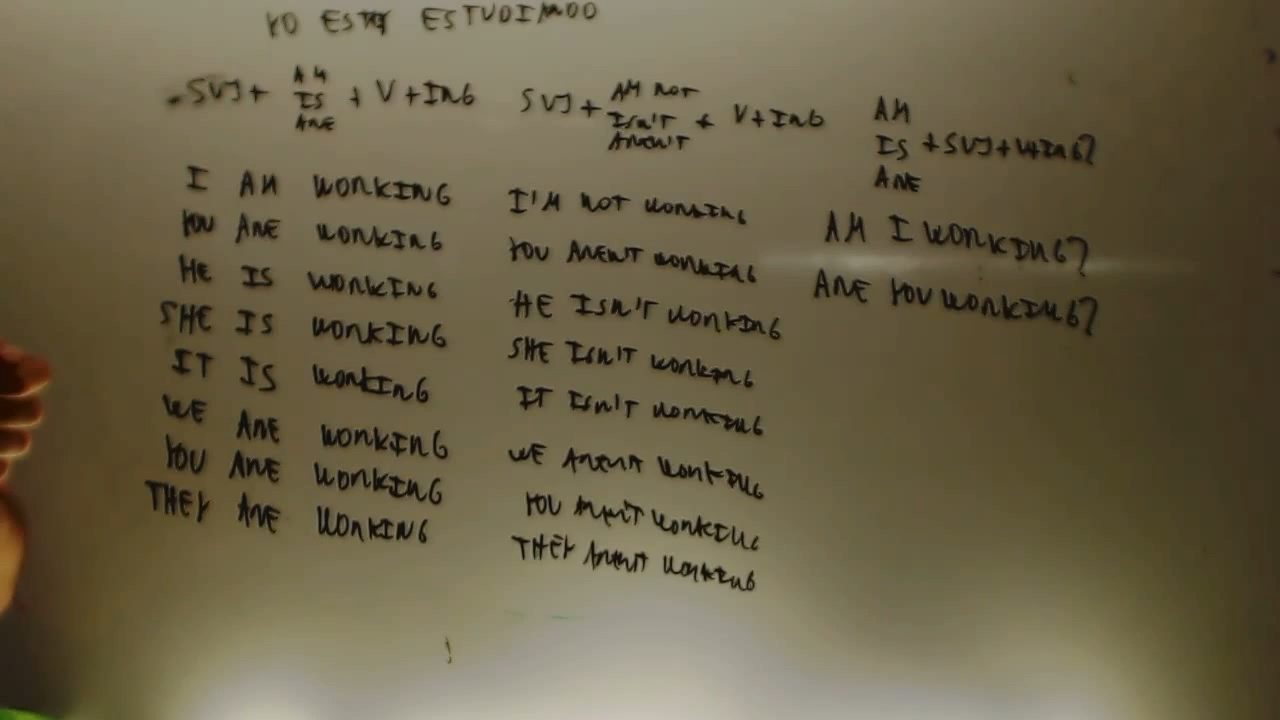 YO ESTOY ESTUDIANDO
SUJ + AM IS ARE + V + ING
I AM WORKING
YOU ARE WORKING
HE IS WORKING
SHE IS WORKING
IT IS WORKING
WE ARE WORKING
YOU ARE WORKING
THEY ARE WORKING
SUJ + AM NOT ISN'T AREN'T + V + ING
I'M NOT WORKING
YOU AREN'T WORKING
HE ISN'T WORKING
SHE ISN'T WORKING
IT ISN'T WORKING
WE AREN'T WORKING
YOU AREN'T WORKING
THEY AREN'T WORKING
AM
IS + SUJ + V + ING?
ARE
AM I WORKING?
ARE YOU WORKING?